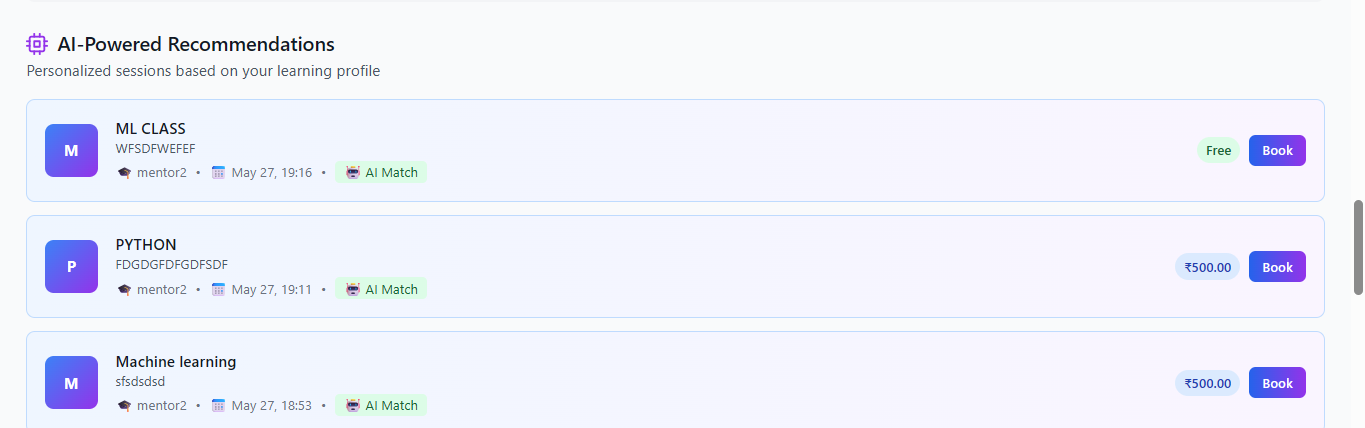 AI-Powered Recommendations
Personalized sessions based on your learning profile
M
ML CLASS
WFSDFWEFEF
mentor2 • May 27, 19:16 • AI Match
Free
Book
P
PYTHON
FDGDGFDFGDFSDF
mentor2 • May 27, 19:11 • AI Match
₹500.00
Book
M
Machine learning
sfsdsdsd
mentor2 • May 27, 18:53 • AI Match
₹500.00
Book